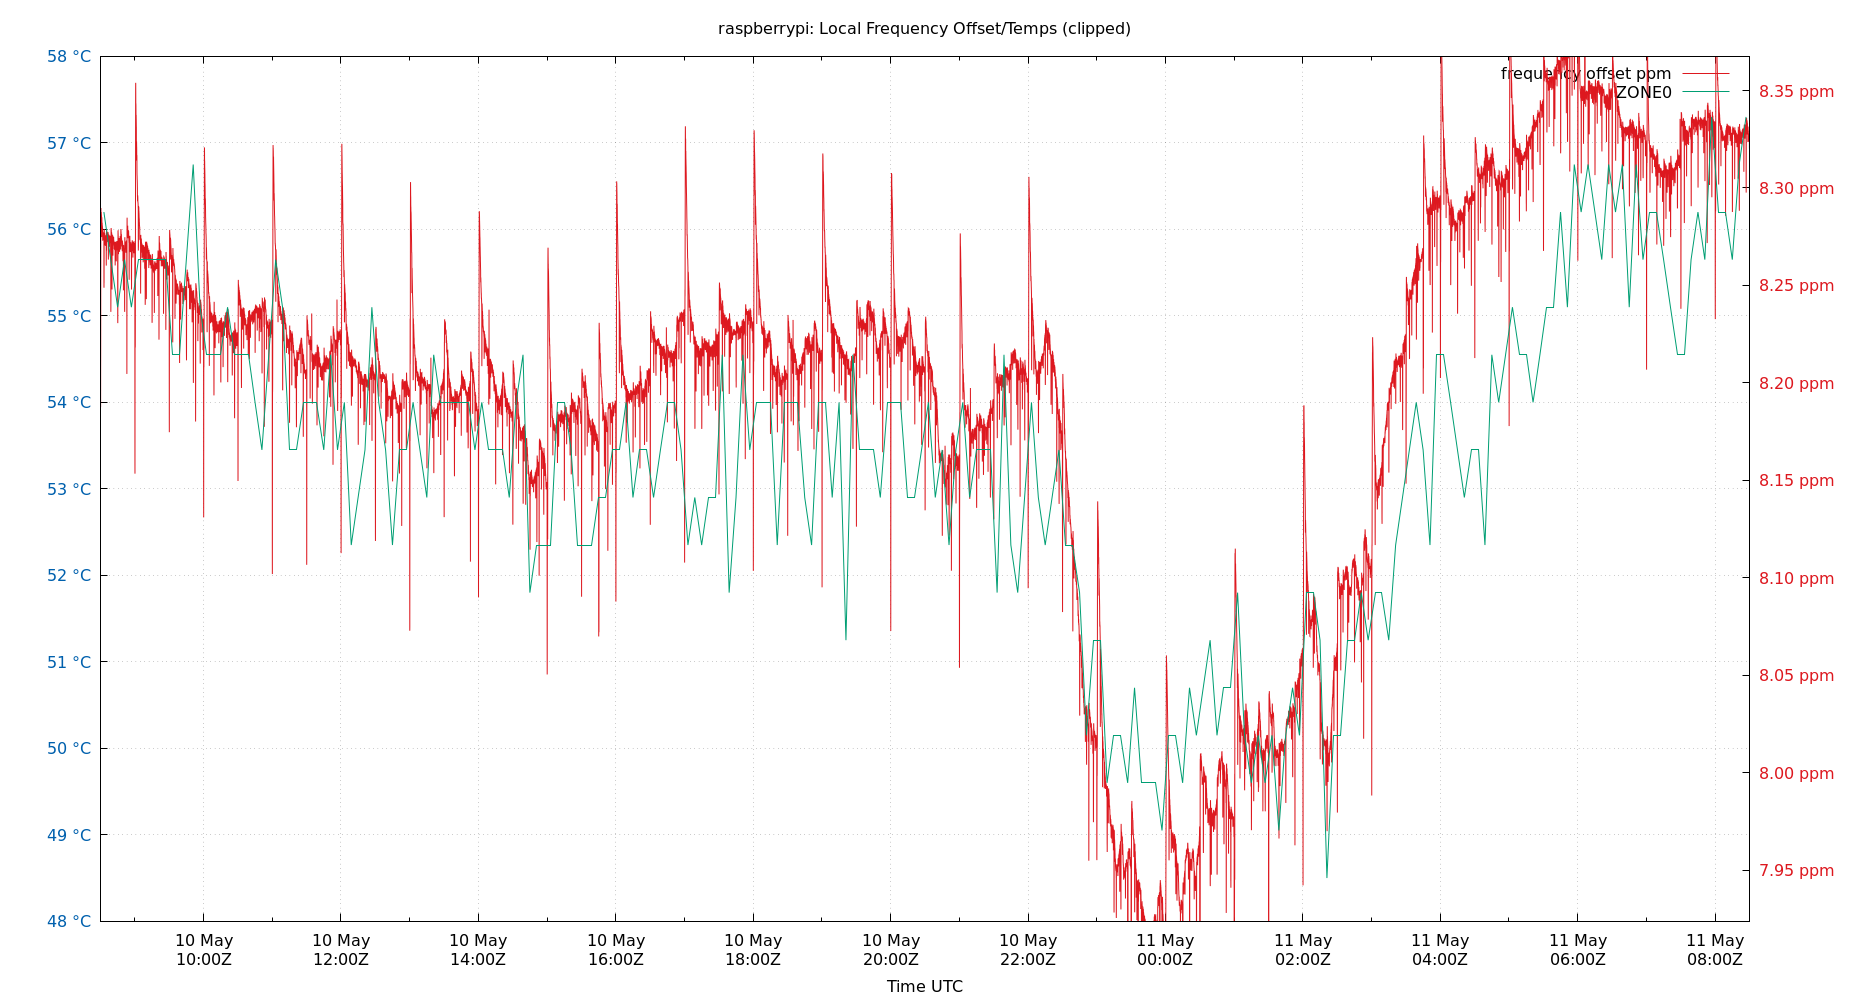 raspberrypi: Local Frequency Offset/Temps (clipped)
58 °C
57 °C
56 °C
55 °C
54 °C
53 °C
52 °C
51 °C
50 °C
49 °C
48 °C
frequency offset ppm
ZONE0
8.35 ppm
8.30 ppm
8.25 ppm
8.20 ppm
8.15 ppm
8.10 ppm
8.05 ppm
8.00 ppm
7.95 ppm
10 May 10 May 10 May 10 May 10 May 10 May 10 May 11 May 11 May 11 May 11 May 11 May
10:00Z 12:00Z 14:00Z 16:00Z 18:00Z 20:00Z 22:00Z 00:00Z 02:00Z 04:00Z 06:00Z 08:00Z
Time UTC